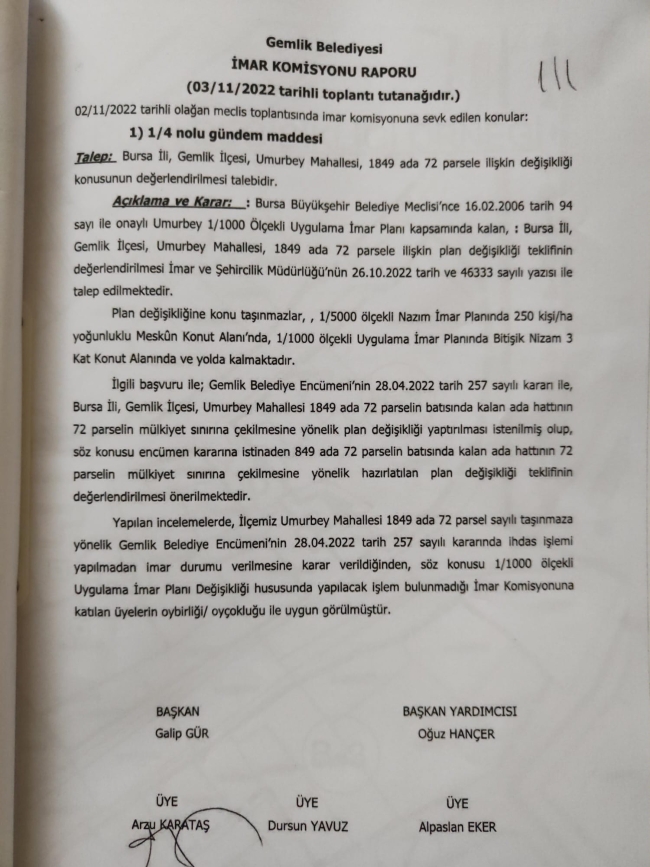 Gemlik Belediyesi
İMAR KOMİSYONU RAPORU
(03/11/2022 tarihli toplantı tutanağıdır.)
02/11/2022 tarihli olağan meclis toplantısında imar komisyonuna sevk edilen konular:
1) 1/4 nolu gündem maddesi
Talep: Bursa İli, Gemlik İlçesi, Umurbey Mahallesi, 1849 ada 72 parsele ilişkin değişikliği
konusunun değerlendirilmesi talebidir.
Açıklama ve Karar: : Bursa Büyükşehir Belediye Meclisi'nce 16.02.2006 tarih 94
sayı ile onaylı Umurbey 1/1000 Ölçekli Uygulama İmar Planı kapsamında kalan, : Bursa İli,
Gemlik İlçesi, Umurbey Mahallesi, 1849 ada 72 parsele ilişkin plan değişikliği teklifinin
değerlendirilmesi İmar ve Şehircilik Müdürlüğü'nün 26.10.2022 tarih ve 46333 sayılı yazısı ile
talep edilmektedir.
Plan değişikliğine konu taşınmazlar, , 1/5000 ölçekli Nazım İmar Planında 250 kişi/ha
yoğunluklu Meskûn Konut Alanı'nda, 1/1000 ölçekli Uygulama İmar Planında Bitişik Nizam 3
Kat Konut Alanında ve yolda kalmaktadır.
İlgili başvuru ile; Gemlik Belediye Encümeni'nin 28.04.2022 tarih 257 sayılı kararı ile,
Bursa İli, Gemlik İlçesi, Umurbey Mahallesi 1849 ada 72 parselin batısında kalan ada hattının
72 parselin mülkiyet sınırına çekilmesine yönelik plan değişikliği yaptırılması istenilmiş olup,
söz konusu encümen kararına istinaden 849 ada 72 parselin batısında kalan ada hattının 72
parselin mülkiyet sınırına çekilmesine yönelik hazırlatılan plan değişikliği teklifinin
değerlendirilmesi önerilmektedir.
Yapılan incelemelerde, İlçemiz Umurbey Mahallesi 1849 ada 72 parsel sayılı taşınmaza
yönelik Gemlik Belediye Encümeni'nin 28.04.2022 tarih 257 sayılı kararında ihdas işlemi
yapılmadan imar durumu verilmesine karar verildiğinden, söz konusu 1/1000 ölçekli
Uygulama İmar Planı Değişikliği hususunda yapılacak işlem bulunmadığı İmar Komisyonuna
katılan üyelerin oybirliği/ oyçokluğu ile uygun görülmüştür.
BAŞKAN BAŞKAN YARDIMCISI
Galip GÜR Oğuz HANÇER
ÜYE ÜYE ÜYE
Arzu KARATAŞ Dursun YAVUZ Alpaslan EKER